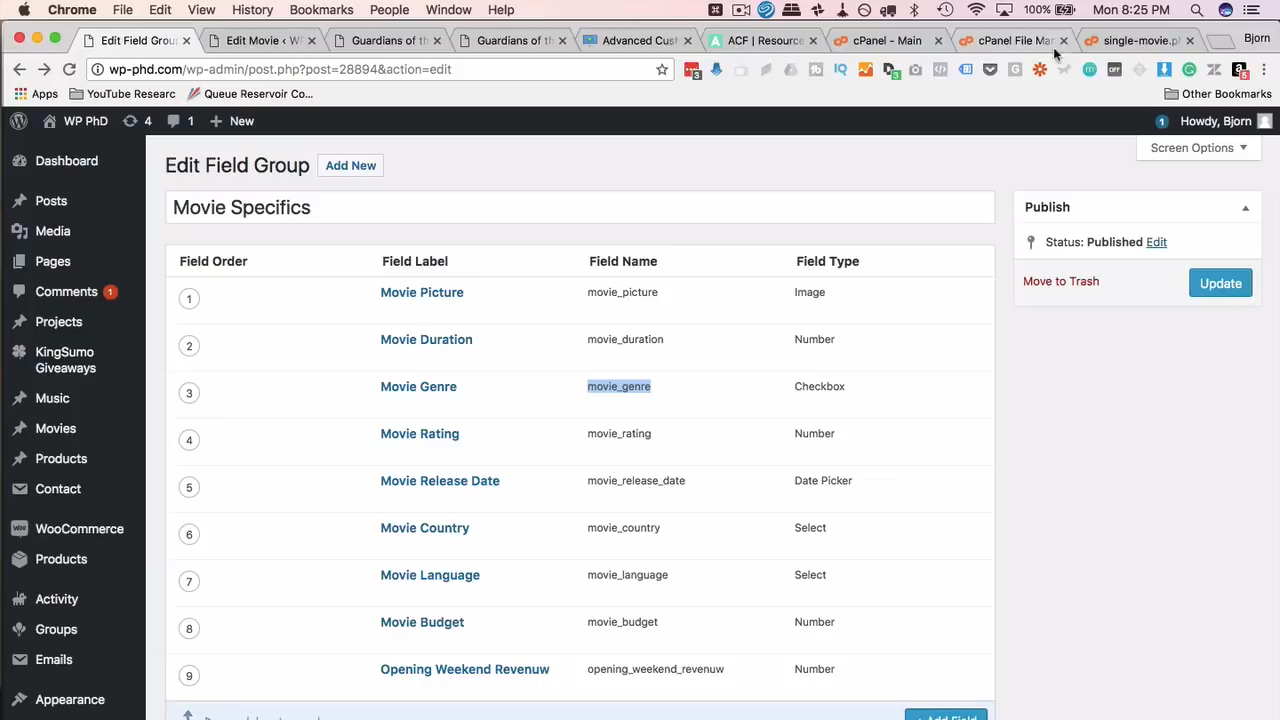 Chrome File Edit View History Bookmarks People Window Help 100% Mon 8:25 PM
Edit Field Grou Edit Movie ‹ W Guardians of th Guardians of th Advanced Cust ACF | Resource cPanel - Main cPanel File Mar single-movie.p Bjorn
wp-phd.com/wp-admin/post.php?post=28894&action=edit
Apps YouTube Researc Queue Reservoir Co... Other Bookmarks
WP PhD 4 1 New 1 Howdy, Bjorn
Dashboard
Posts
Media
Pages
Comments 1
Projects
KingSumo
Giveaways
Music
Movies
Products
Contact
WooCommerce
Products
Activity
Groups
Emails
Appearance
Screen Options
Edit Field Group Add New
Movie Specifics
Field Order Field Label Field Name Field Type
1 Movie Picture movie_picture Image
2 Movie Duration movie_duration Number
3 Movie Genre movie_genre Checkbox
4 Movie Rating movie_rating Number
5 Movie Release Date movie_release_date Date Picker
6 Movie Country movie_country Select
7 Movie Language movie_language Select
8 Movie Budget movie_budget Number
9 Opening Weekend Revenuw opening_weekend_revenuw Number
+ Add Field
Publish
Status: Published Edit
Move to Trash Update